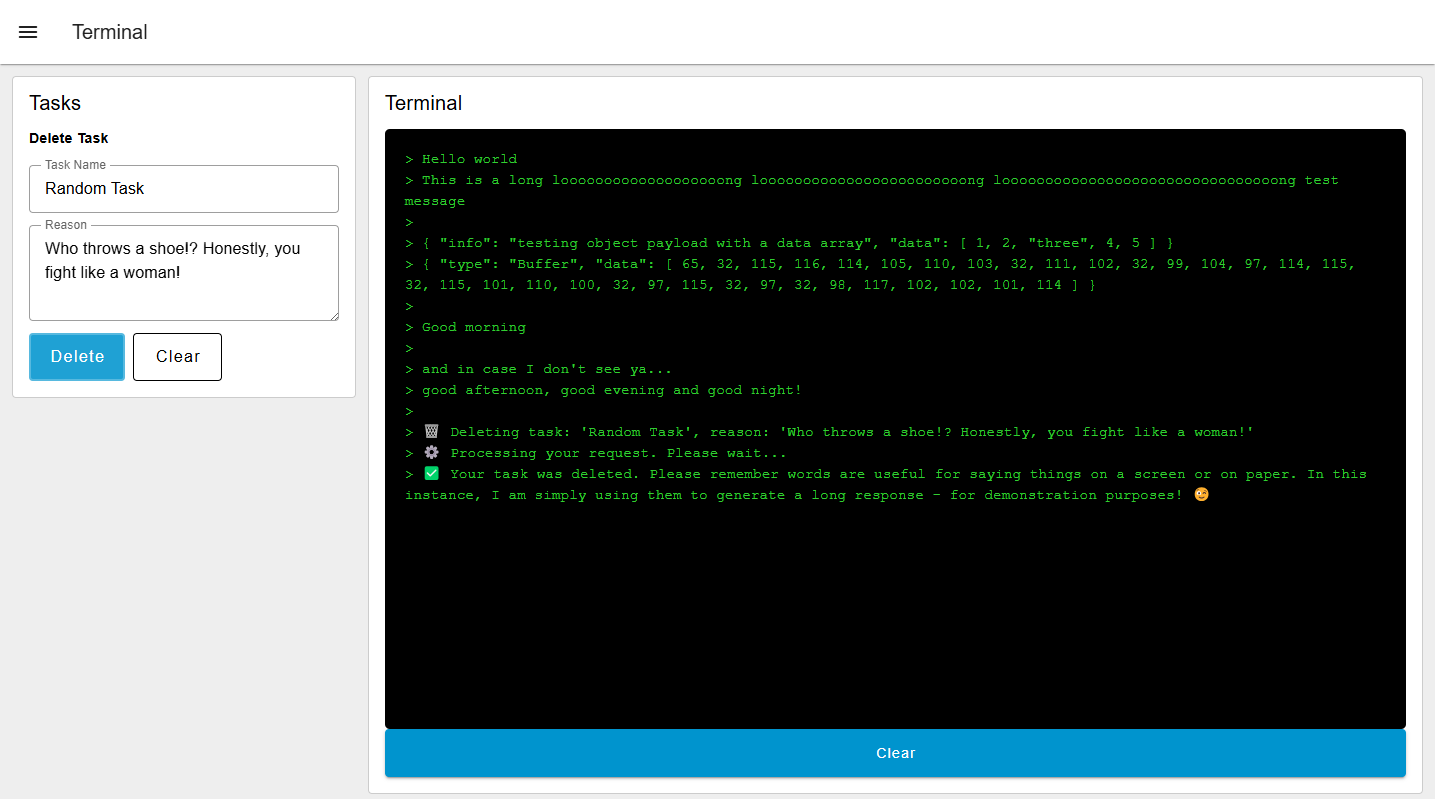 Terminal
Tasks
Delete Task
Task Name
Random Task
Reason
Who throws a shoe!? Honestly, you
fight like a woman!
Delete
Clear
Terminal
> Hello world
> This is a long looooooooooooooooooong loooooooooooooooooooooooong loooooooooooooooooooooooooooooooong test
message
>
> { "info": "testing object payload with a data array", "data": [ 1, 2, "three", 4, 5 ] }
> { "type": "Buffer", "data": [ 65, 32, 115, 116, 114, 105, 110, 103, 32, 111, 102, 32, 99, 104, 97, 114, 115,
32, 115, 101, 110, 100, 32, 97, 115, 32, 97, 32, 98, 117, 102, 102, 101, 114 ] }
>
> Good morning
>
> and in case I don't see ya...
> good afternoon, good evening and good night!
>
> 🗑 Deleting task: 'Random Task', reason: 'Who throws a shoe!? Honestly, you fight like a woman!'
> ⚙ Processing your request. Please wait...
> ✅ Your task was deleted. Please remember words are useful for saying things on a screen or on paper. In this
instance, I am simply using them to generate a long response - for demonstration purposes! 😉
Clear